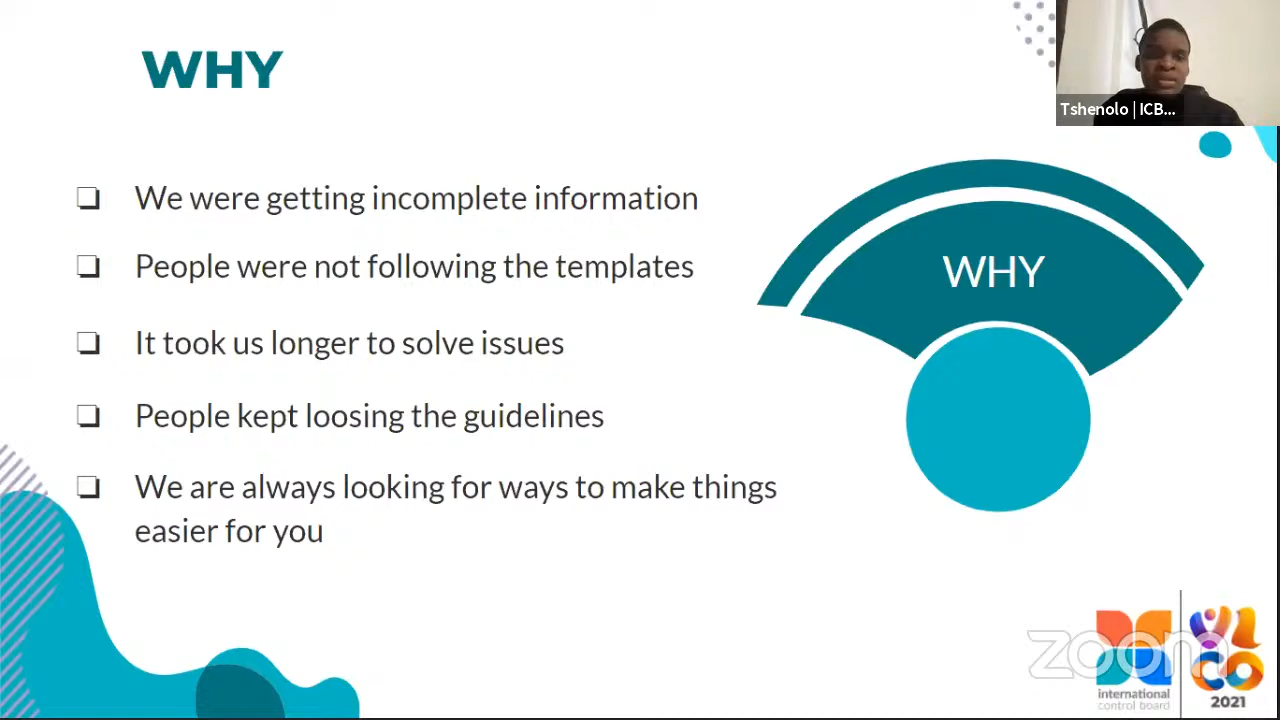 WHY
Tshenolo | ICB...
We were getting incomplete information
People were not following the templates
WHY
It took us longer to solve issues
People kept loosing the guidelines
We are always looking for ways to make things
easier for you
zoom
international
control board
YL
CO
2021